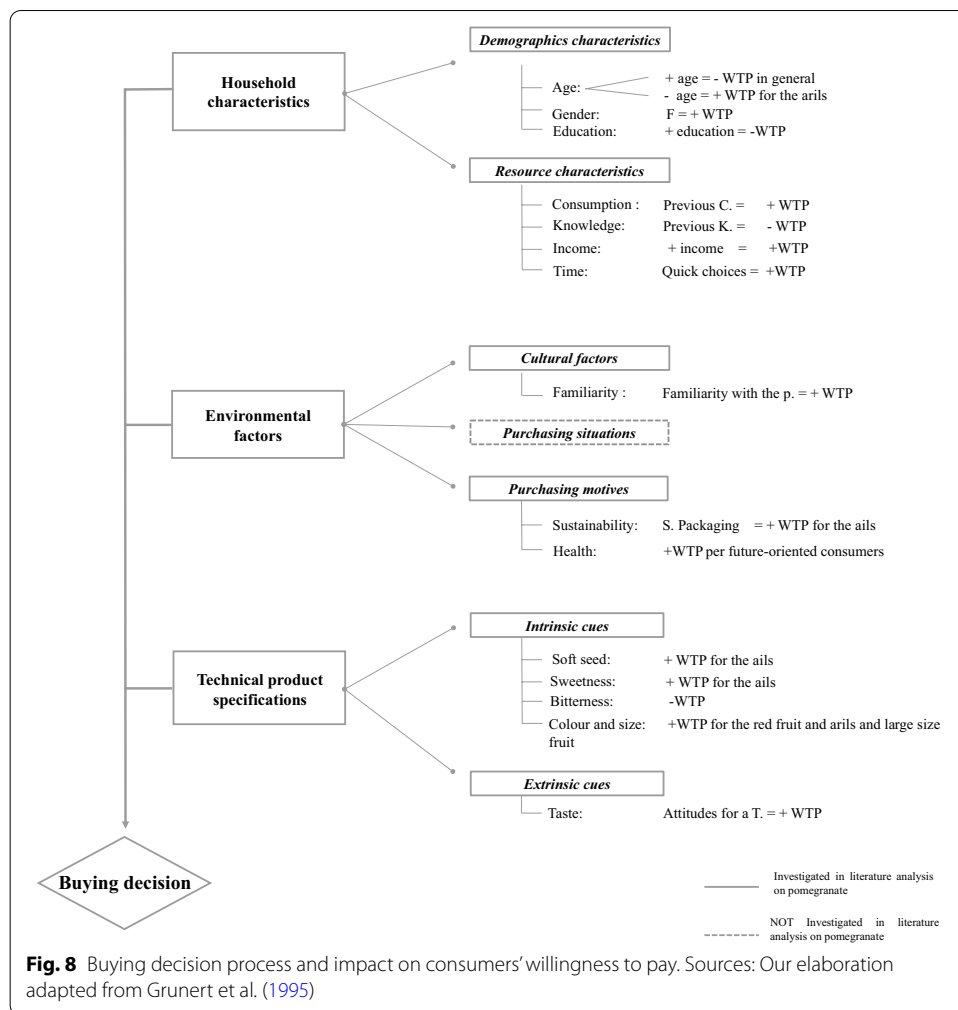 Demographics characteristics
Household
characteristics
Age:
+ age = - WTP in general
- age = + WTP for the arils
Gender: F = + WTP
Education: + education = -WTP
Resource characteristics
Consumption : Previous C. = + WTP
Knowledge: Previous K. = - WTP
Income: + income = +WTP
Time: Quick choices = +WTP
Cultural factors
Familiarity : Familiarity with the p. = + WTP
Environmental
factors
Purchasing situations
Purchasing motives
Sustainability: S. Packaging = + WTP for the ails
Health: +WTP per future-oriented consumers
Intrinsic cues
Technical product
specifications
Soft seed: + WTP for the ails
Sweetness: + WTP for the ails
Bitterness: -WTP
Colour and size: +WTP for the red fruit and arils and large size
fruit
Extrinsic cues
Taste: Attitudes for a T. = + WTP
Buying decision
Investigated in literature analysis
on pomegranate
NOT Investigated in literature
analysis on pomegranate
Fig. 8 Buying decision process and impact on consumers' willingness to pay. Sources: Our elaboration
adapted from Grunert et al. (1995)